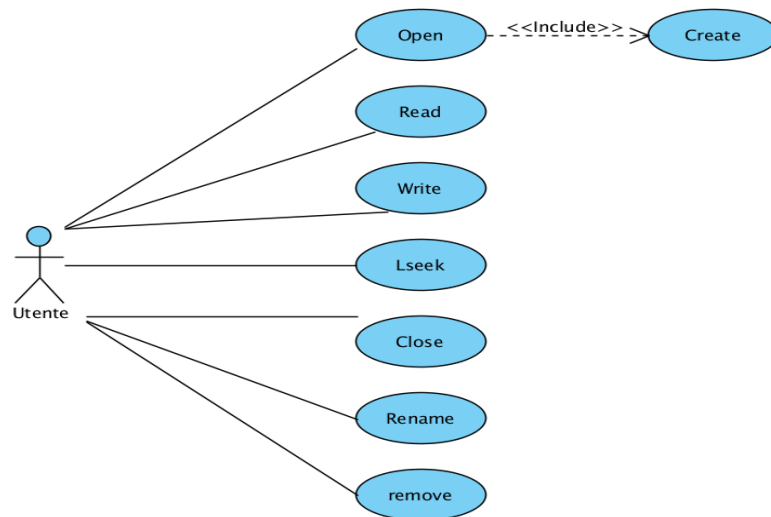 Open
<<Include>>
Create
Read
Write
Lseek
Utente
Close
Rename
remove